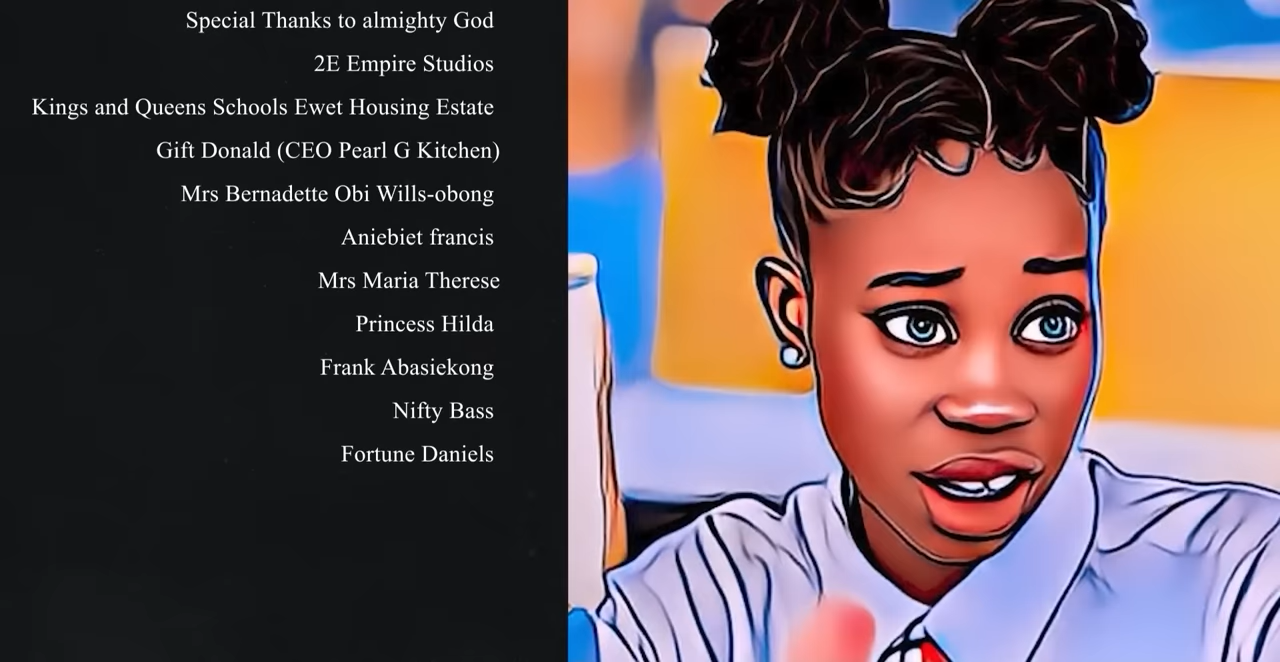 Special Thanks to almighty God
2E Empire Studios
Kings and Queens Schools Ewet Housing Estate
Gift Donald (CEO Pearl G Kitchen)
Mrs Bernadette Obi Wills-obong
Aniebiet francis
Mrs Maria Therese
Princess Hilda
Frank Abasiekong
Nifty Bass
Fortune Daniels